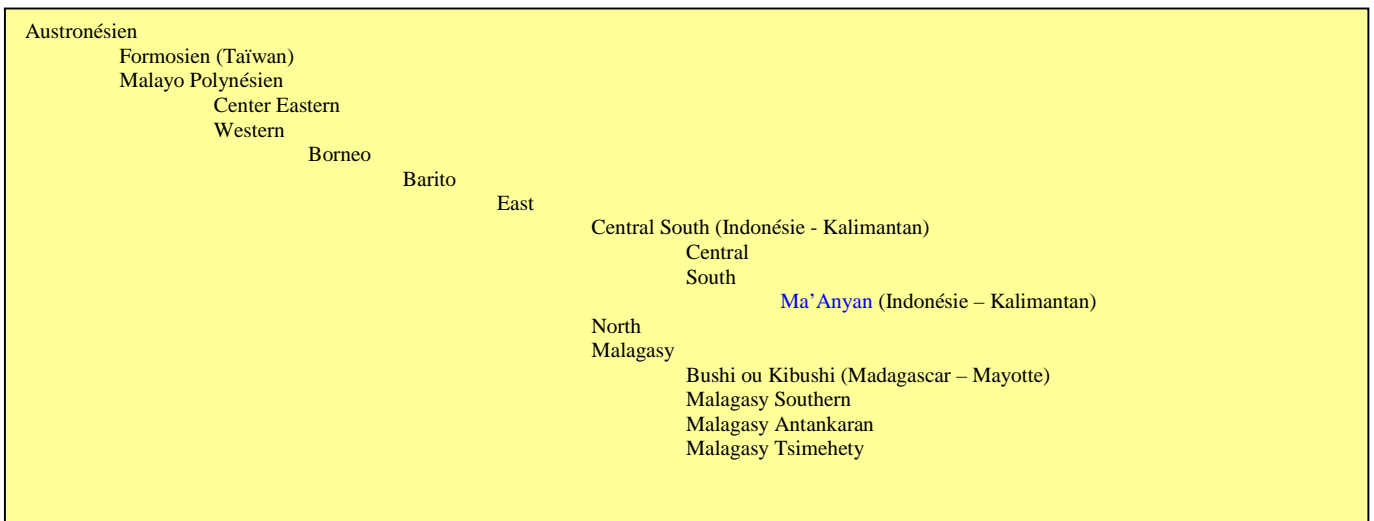 Austronésien
Formosien (Taïwan)
Malayo Polynésien
Center Eastern
Western
Borneo
Barito
East
Central South (Indonésie - Kalimantan)
Central
South
Ma’Anyan (Indonésie – Kalimantan)
North
Malagasy
Bushi ou Kibushi (Madagascar – Mayotte)
Malagasy Southern
Malagasy Antankaran
Malagasy Tsimehety